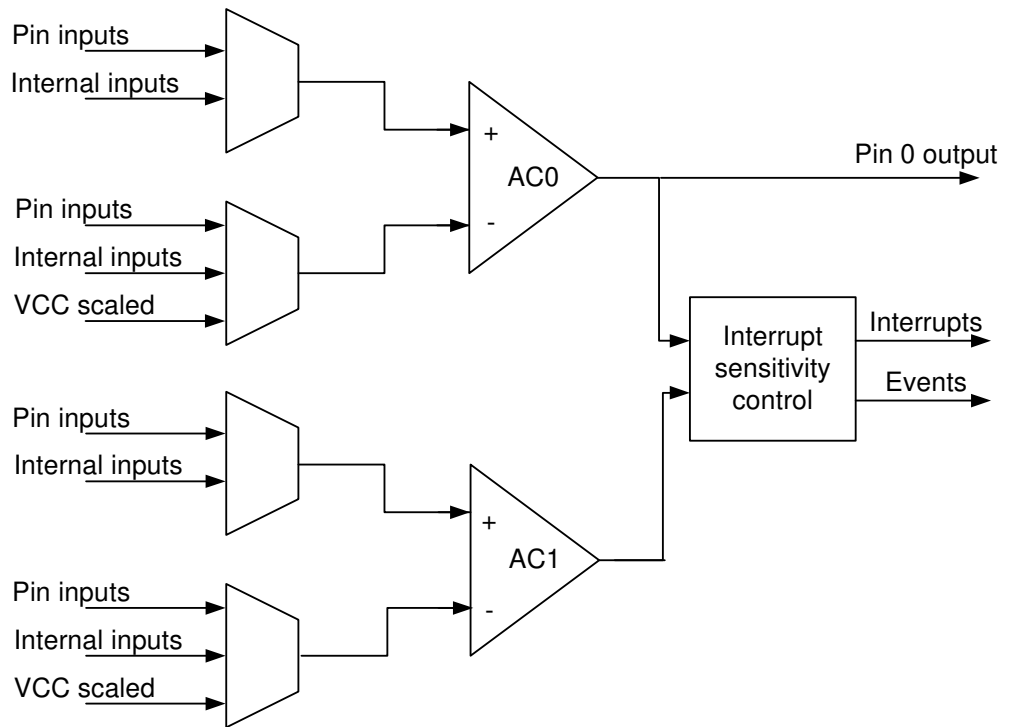 Pin inputs
Internal inputs
+
AC0
-
Pin 0 output
Pin inputs
Internal inputs
VCC scaled
Interrupt
sensitivity
control
Interrupts
Events
Pin inputs
Internal inputs
+
AC1
-
Pin inputs
Internal inputs
VCC scaled